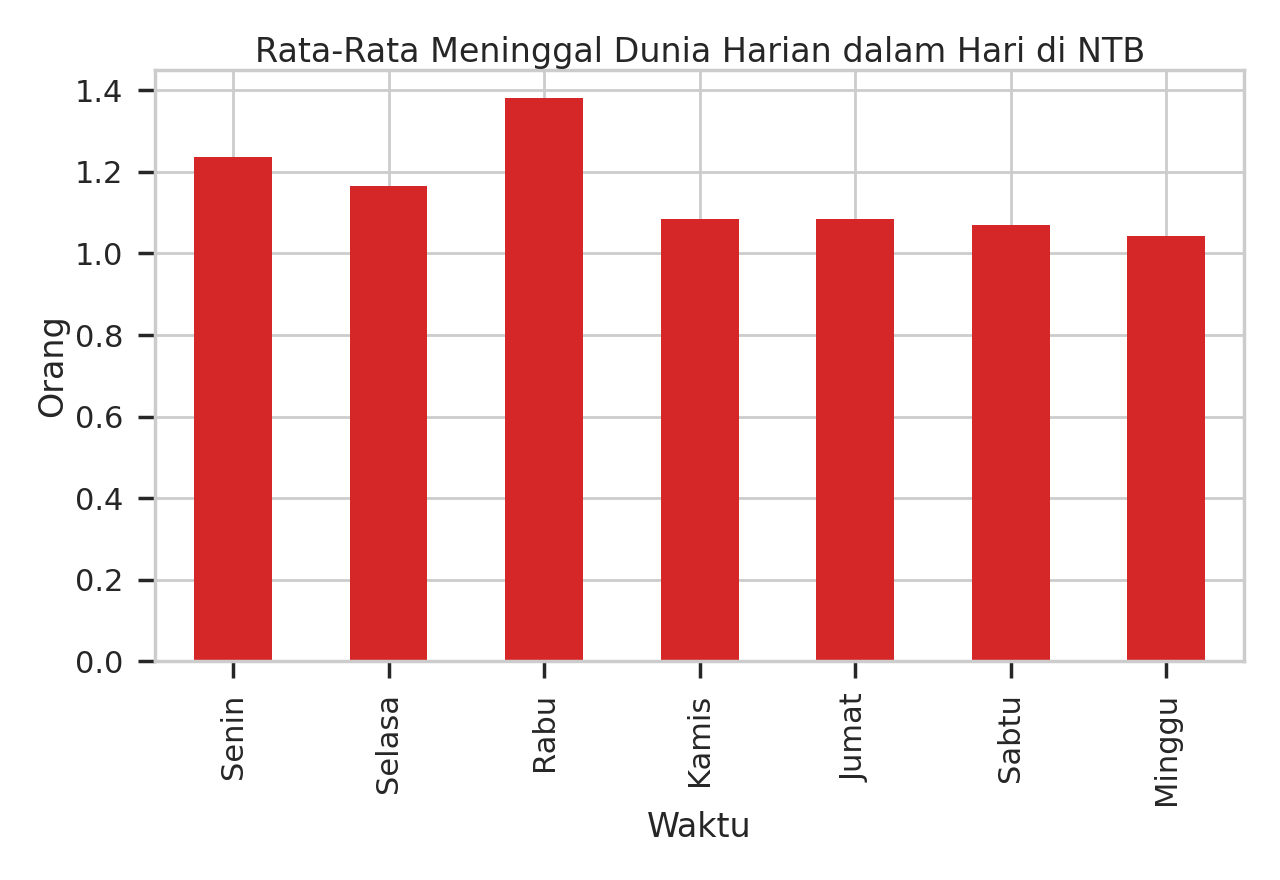 Rata-Rata Meninggal Dunia Harian dalam Hari di NTB
1.4
1.2
1.0
0.8
0.6
0.4
0.2
0.0
Orang
Senin
Selasa
Rabu
Kamis
Jumat
Sabtu
Minggu
Waktu